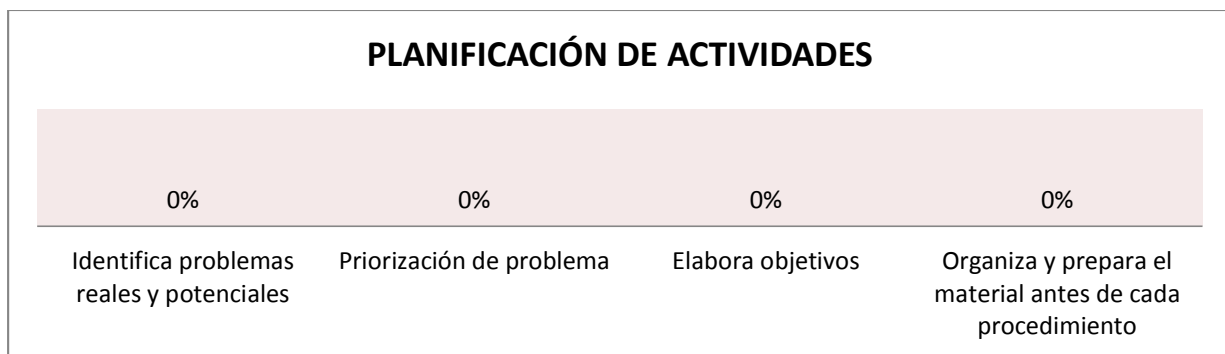 PLANIFICACIÓN DE ACTIVIDADES
0%
0%
0%
0%
Identifica problemas
reales y potenciales
Priorización de problema
Elabora objetivos
Organiza y prepara el
material antes de cada
procedimiento